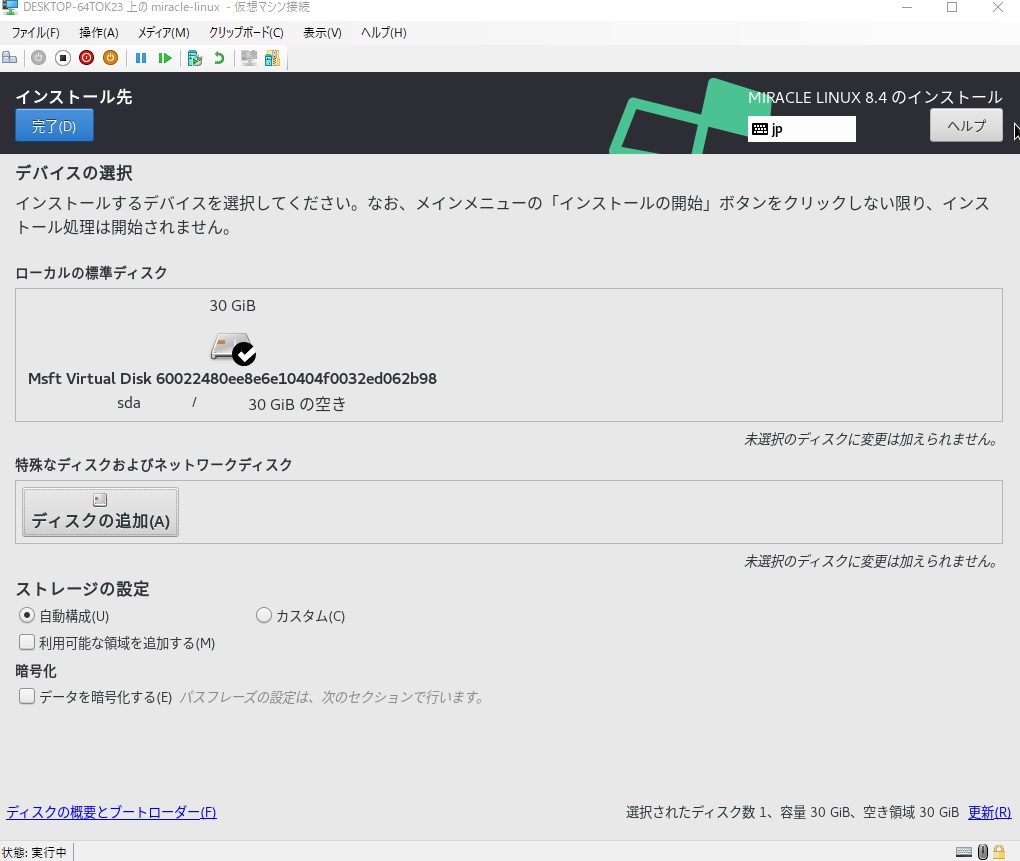 DESKTOP-64TOK23 上の miracle-linux - 仮想マシン接続
ファイル(F) 操作(A) メディア(M) クリップボード(C) 表示(V) ヘルプ(H)
インストール先
MIRACLE LINUX 8.4 のインストール
完了(D)
jp
ヘルプ
デバイスの選択
インストールするデバイスを選択してください。なお、メインメニューの「インストールの開始」ボタンをクリックしない限り、インス
トール処理は開始されません。
ローカルの標準ディスク
30 GiB
Msft Virtual Disk 60022480ee8e6e10404f0032ed062b98
sda / 30 GiB の空き
未選択のディスクに変更は加えられません。
特殊なディスクおよびネットワークディスク
ディスクの追加(A)
未選択のディスクに変更は加えられません。
ストレージの設定
自動構成(U) カスタム(C)
利用可能な領域を追加する(M)
暗号化
データを暗号化する(E) パスフレーズの設定は、次のセクションで行います。
ディスクの概要とブートローダー(F)
選択されたディスク数 1、容量 30 GiB、空き領域 30 GiB 更新(R)
状態: 実行中